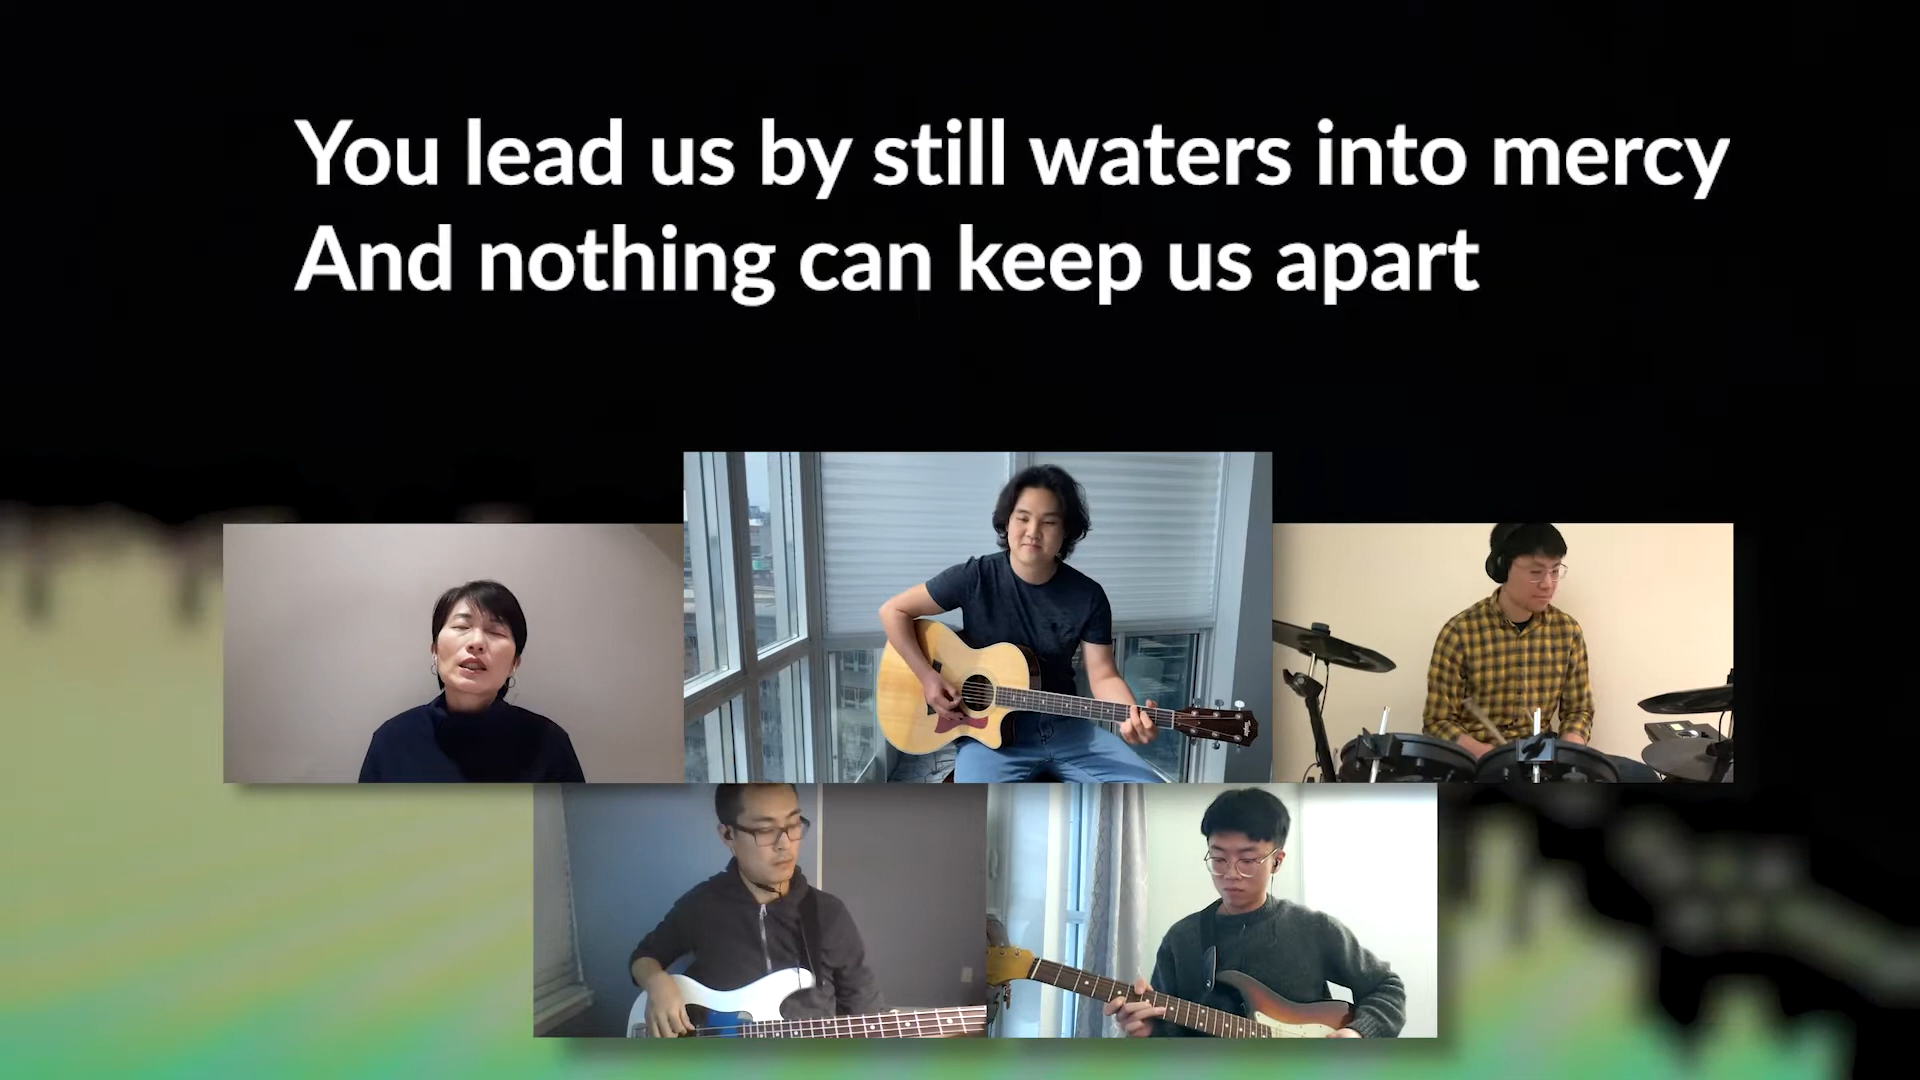 You lead us by still waters into mercy
And nothing can keep us apart